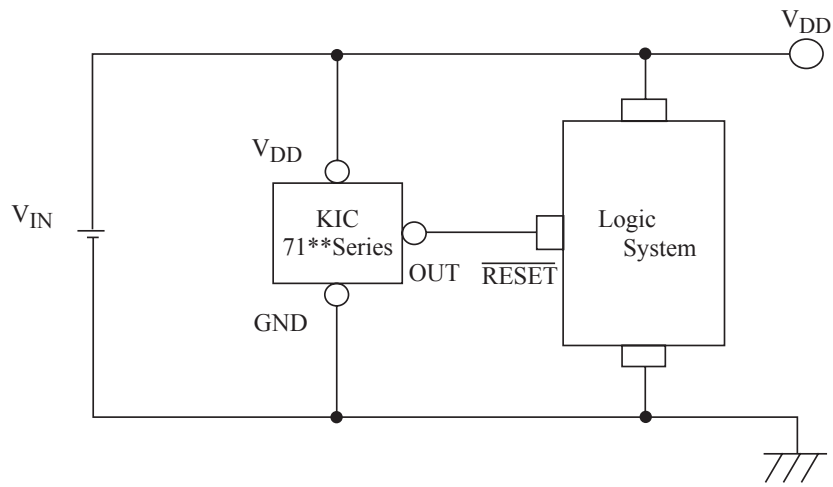 VDD
VDD
VIN
KIC
71**Series
OUT
RESET
GND
Logic
System